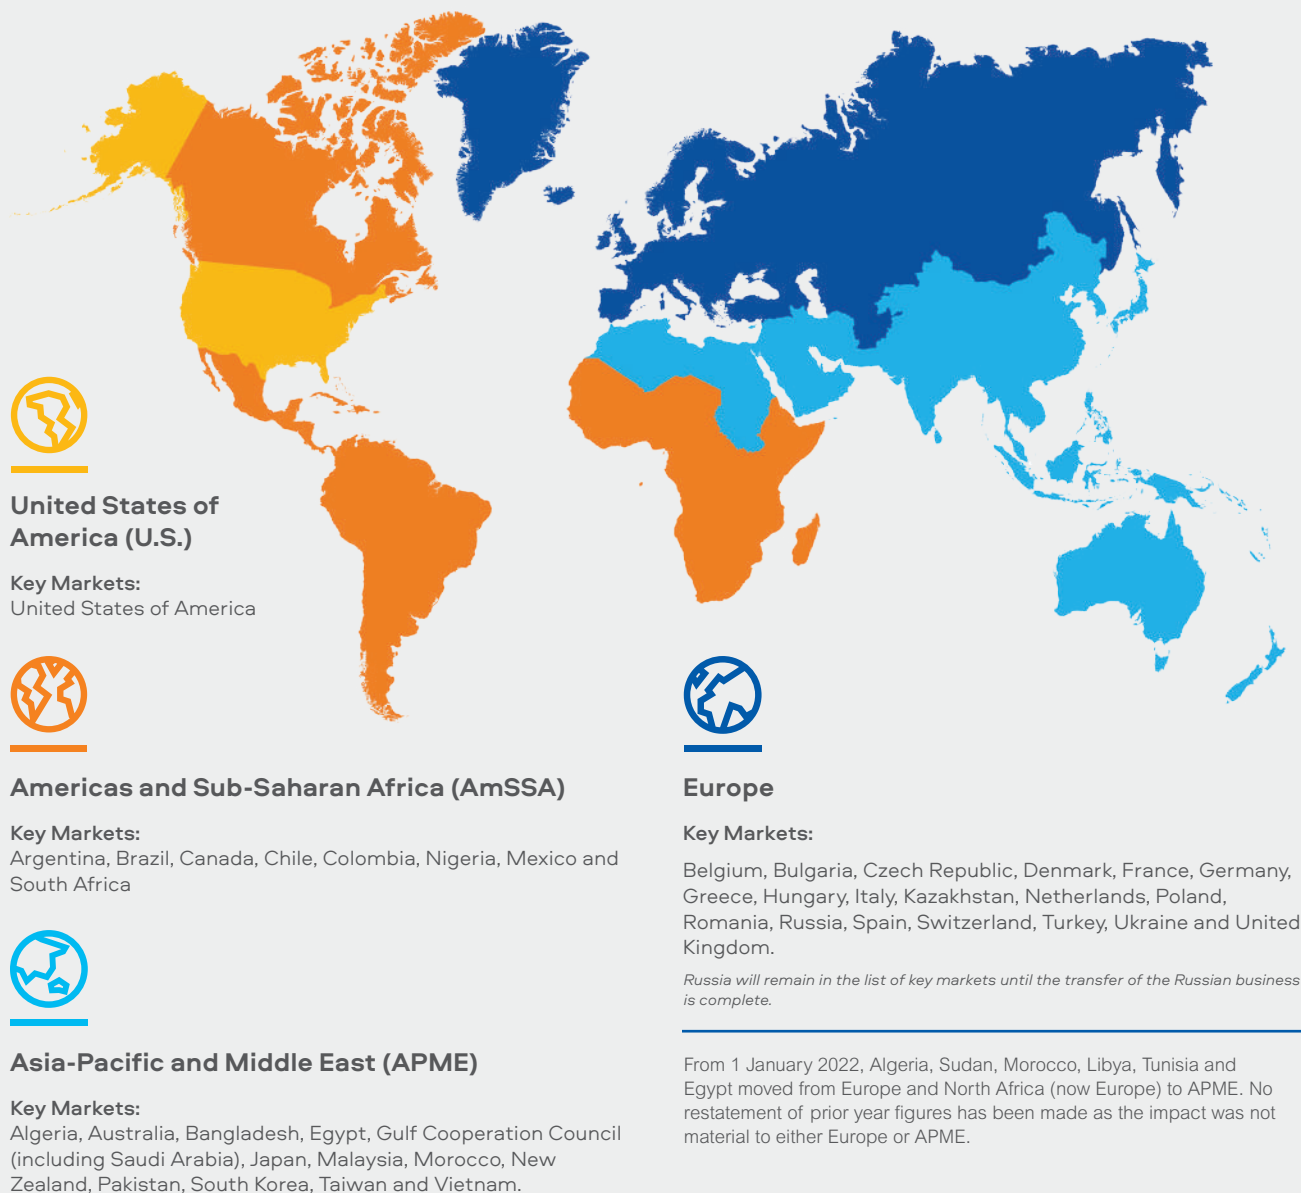 United States of
America (U.S.)
Key Markets:
United States of America
Americas and Sub-Saharan Africa (AmSSA)
Key Markets:
Argentina, Brazil, Canada, Chile, Colombia, Nigeria, Mexico and
South Africa
Asia-Pacific and Middle East (APME)
Key Markets:
Algeria, Australia, Bangladesh, Egypt, Gulf Cooperation Council
(including Saudi Arabia), Japan, Malaysia, Morocco, New
Zealand, Pakistan, South Korea, Taiwan and Vietnam.
Europe
Key Markets:
Belgium, Bulgaria, Czech Republic, Denmark, France, Germany,
Greece, Hungary, Italy, Kazakhstan, Netherlands, Poland,
Romania, Russia, Spain, Switzerland, Turkey, Ukraine and United
Kingdom.
Russia will remain in the list of key markets until the transfer of the Russian business
is complete.
From 1 January 2022, Algeria, Sudan, Morocco, Libya, Tunisia and
Egypt moved from Europe and North Africa (now Europe) to APME. No
restatement of prior year figures has been made as the impact was not
material to either Europe or APME.